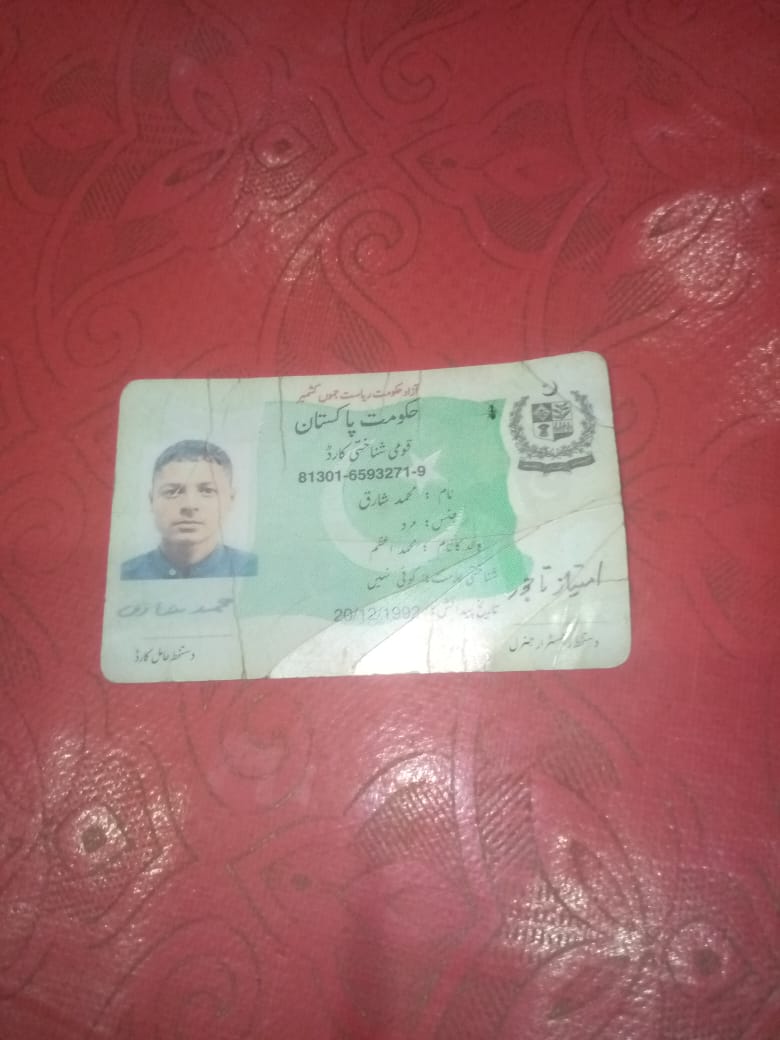 آزاد حکومت ریاست جموں کشمیر
حکومت پاکستان
قومی شناختی کارڈ
81301-6593271-9
نام : محمد شارق
جنس : مرد
والد کا نام : محمد اعظم
شناختی علامت : کوئی نہیں
تاریخ پیدائش : 20/12/1992
امتیاز تاجور
محمد شارق
دستخط حامل کارڈ
دستخط رجسٹرار جنرل